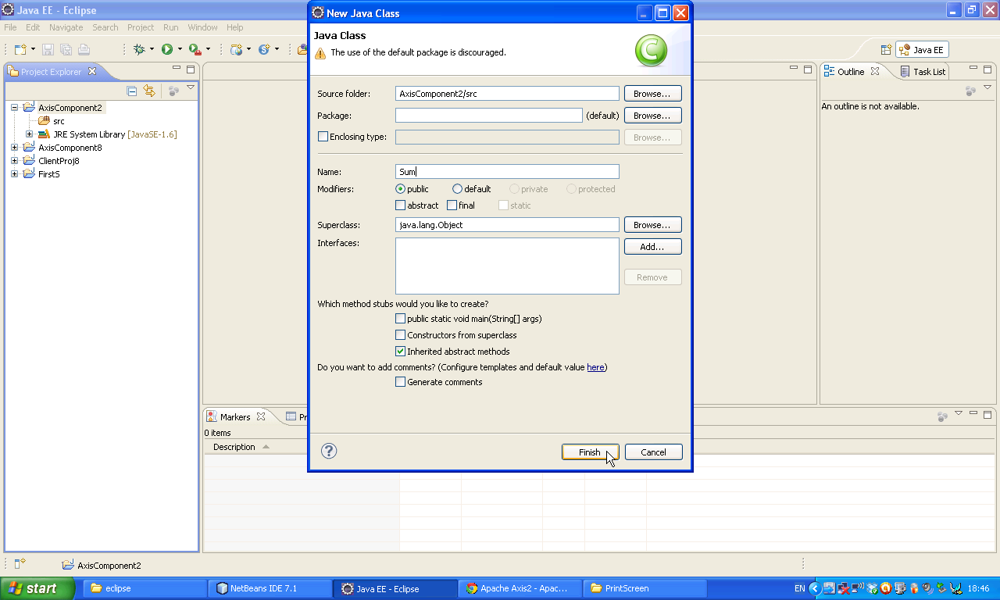 Java EE - Eclipse
File Edit Navigate Search Project Run Window Help
Java EE
Project Explorer
AxisComponent2
src
JRE System Library [JavaSE-1.6]
AxisComponent8
ClientProj8
FirstS
New Java Class
Java Class
The use of the default package is discouraged.
C
Source folder: AxisComponent2/src Browse...
Package: (default) Browse...
Enclosing type: Browse...
Name: Sum
Modifiers: public default private protected
abstract final static
Superclass: java.lang.Object Browse...
Interfaces: Add...
Remove
Which method stubs would you like to create?
public static void main(String[] args)
Constructors from superclass
Inherited abstract methods
Do you want to add comments? (Configure templates and default value here)
Generate comments
? Finish Cancel
Outline Task List
An outline is not available.
Markers Pr
0 items
Description
AxisComponent2
start eclipse NetBeans IDE 7.1 Java EE - Eclipse Apache Axis2 - Apac... PrintScreen EN 18:46